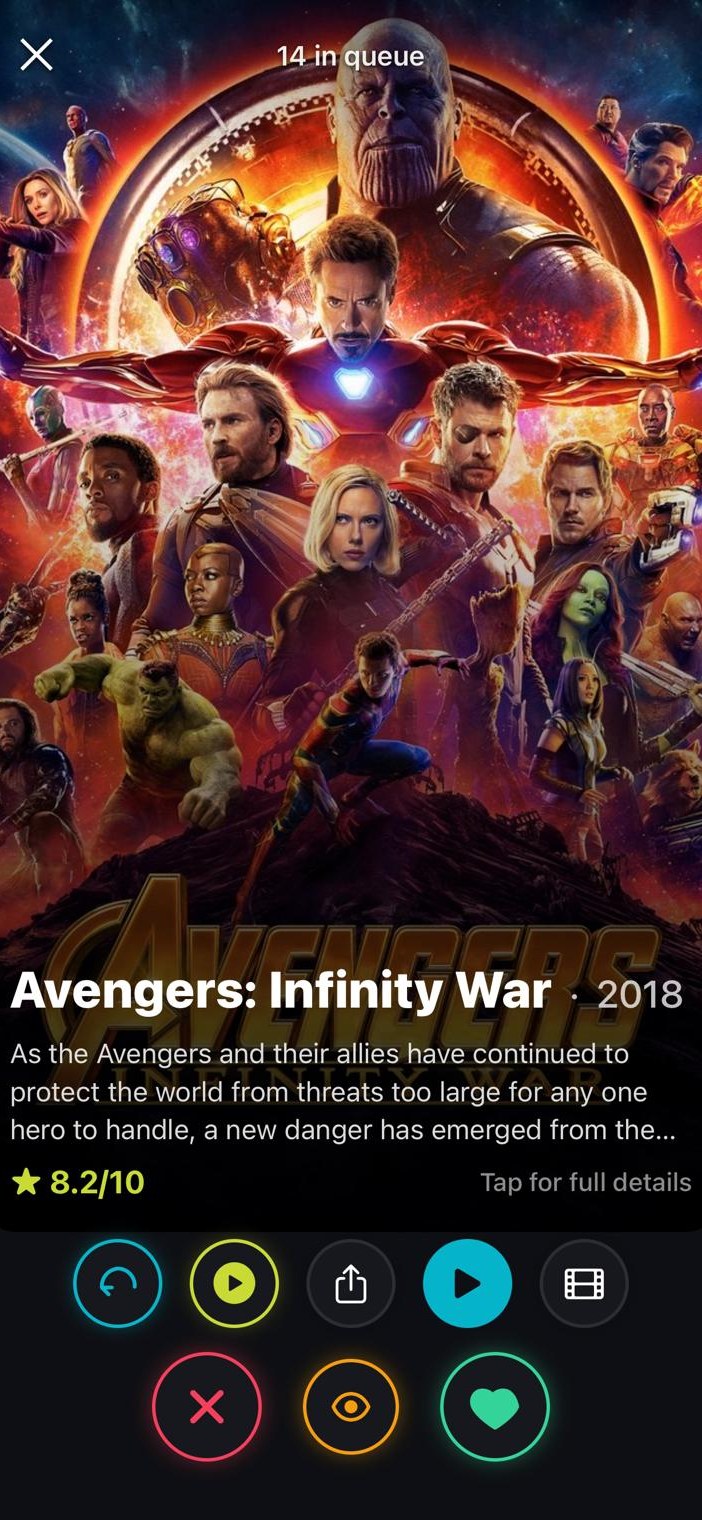 14 in queue
AVENGERS
INFINITY WAR
Avengers: Infinity War · 2018
As the Avengers and their allies have continued to
protect the world from threats too large for any one
hero to handle, a new danger has emerged from the...
8.2/10
Tap for full details